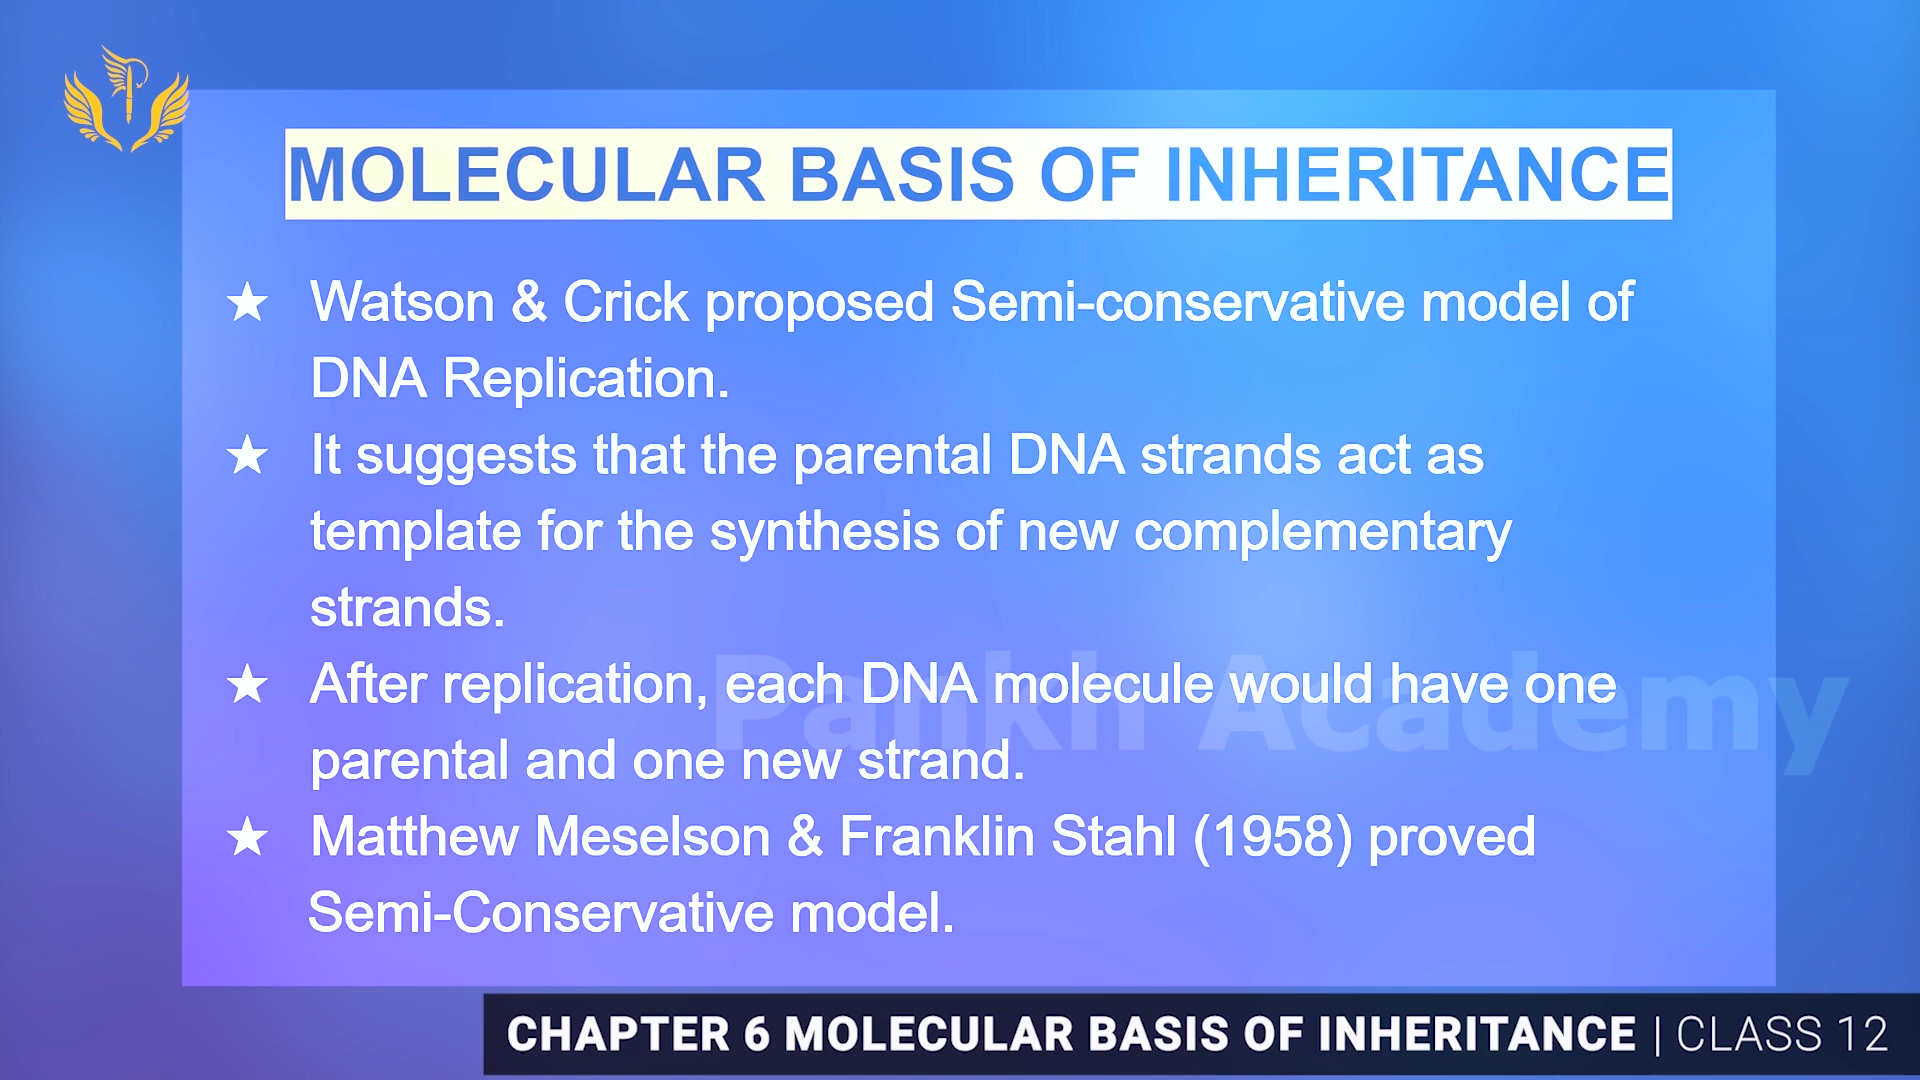 MOLECULAR BASIS OF INHERITANCE
★ Watson & Crick proposed Semi-conservative model of
DNA Replication.
★ It suggests that the parental DNA strands act as
template for the synthesis of new complementary
strands.
★ After replication, each DNA molecule would have one
parental and one new strand.
Pankh Academy
★ Matthew Meselson & Franklin Stahl (1958) proved
Semi-Conservative model.
CHAPTER 6 MOLECULAR BASIS OF INHERITANCE | CLASS 12